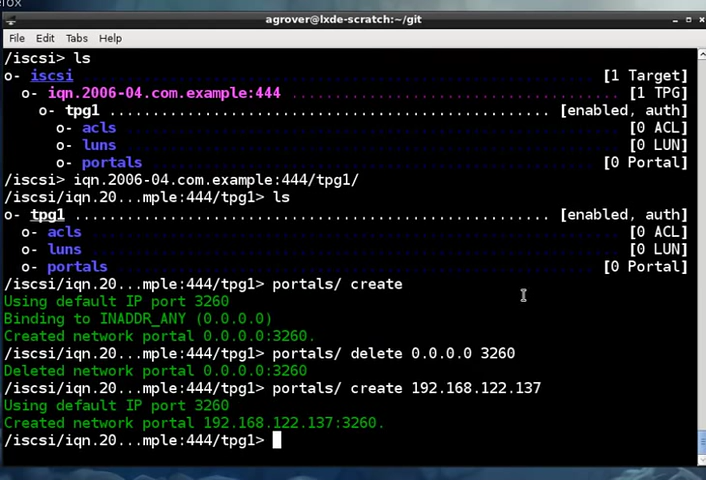 agrover@lxde-scratch:~/git
File Edit Tabs Help
/iscsi> ls
o- iscsi ............................................................ [1 Target]
o- iqn.2006-04.com.example:444 ............................................ [1 TPG]
o- tpg1 ................................................... [enabled, auth]
o- acls ......................................................... [0 ACL]
o- luns ......................................................... [0 LUN]
o- portals ................................................... [0 Portal]
/iscsi> iqn.2006-04.com.example:444/tpg1/
/iscsi/iqn.20...mple:444/tpg1> ls
o- tpg1 ....................................................... [enabled, auth]
o- acls ............................................................. [0 ACL]
o- luns ............................................................. [0 LUN]
o- portals ....................................................... [0 Portal]
/iscsi/iqn.20...mple:444/tpg1> portals/ create
Using default IP port 3260
Binding to INADDR_ANY (0.0.0.0)
Created network portal 0.0.0.0:3260.
/iscsi/iqn.20...mple:444/tpg1> portals/ delete 0.0.0.0 3260
Deleted network portal 0.0.0.0:3260
/iscsi/iqn.20...mple:444/tpg1> portals/ create 192.168.122.137
Using default IP port 3260
Created network portal 192.168.122.137:3260.
/iscsi/iqn.20...mple:444/tpg1>